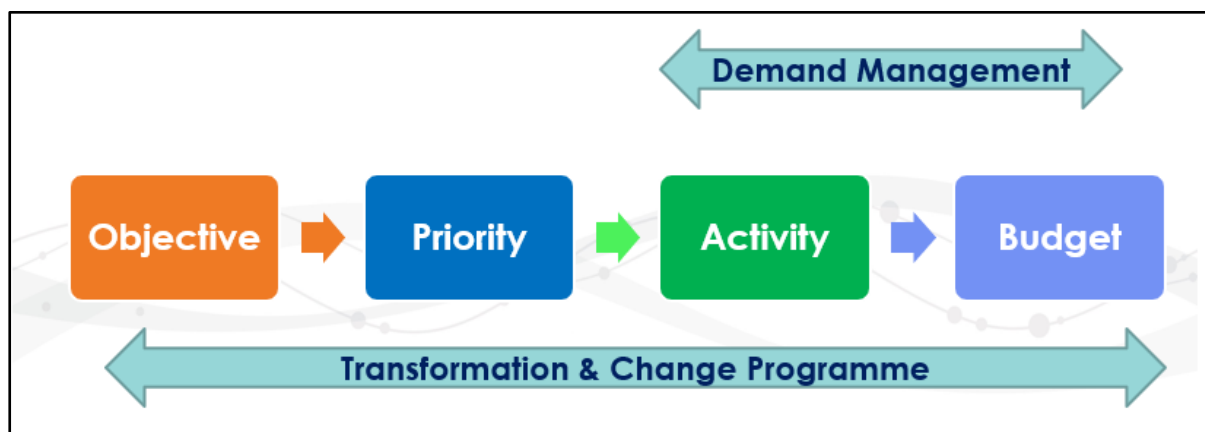 Demand Management
Objective
Priority
Activity
Budget
Transformation & Change Programme